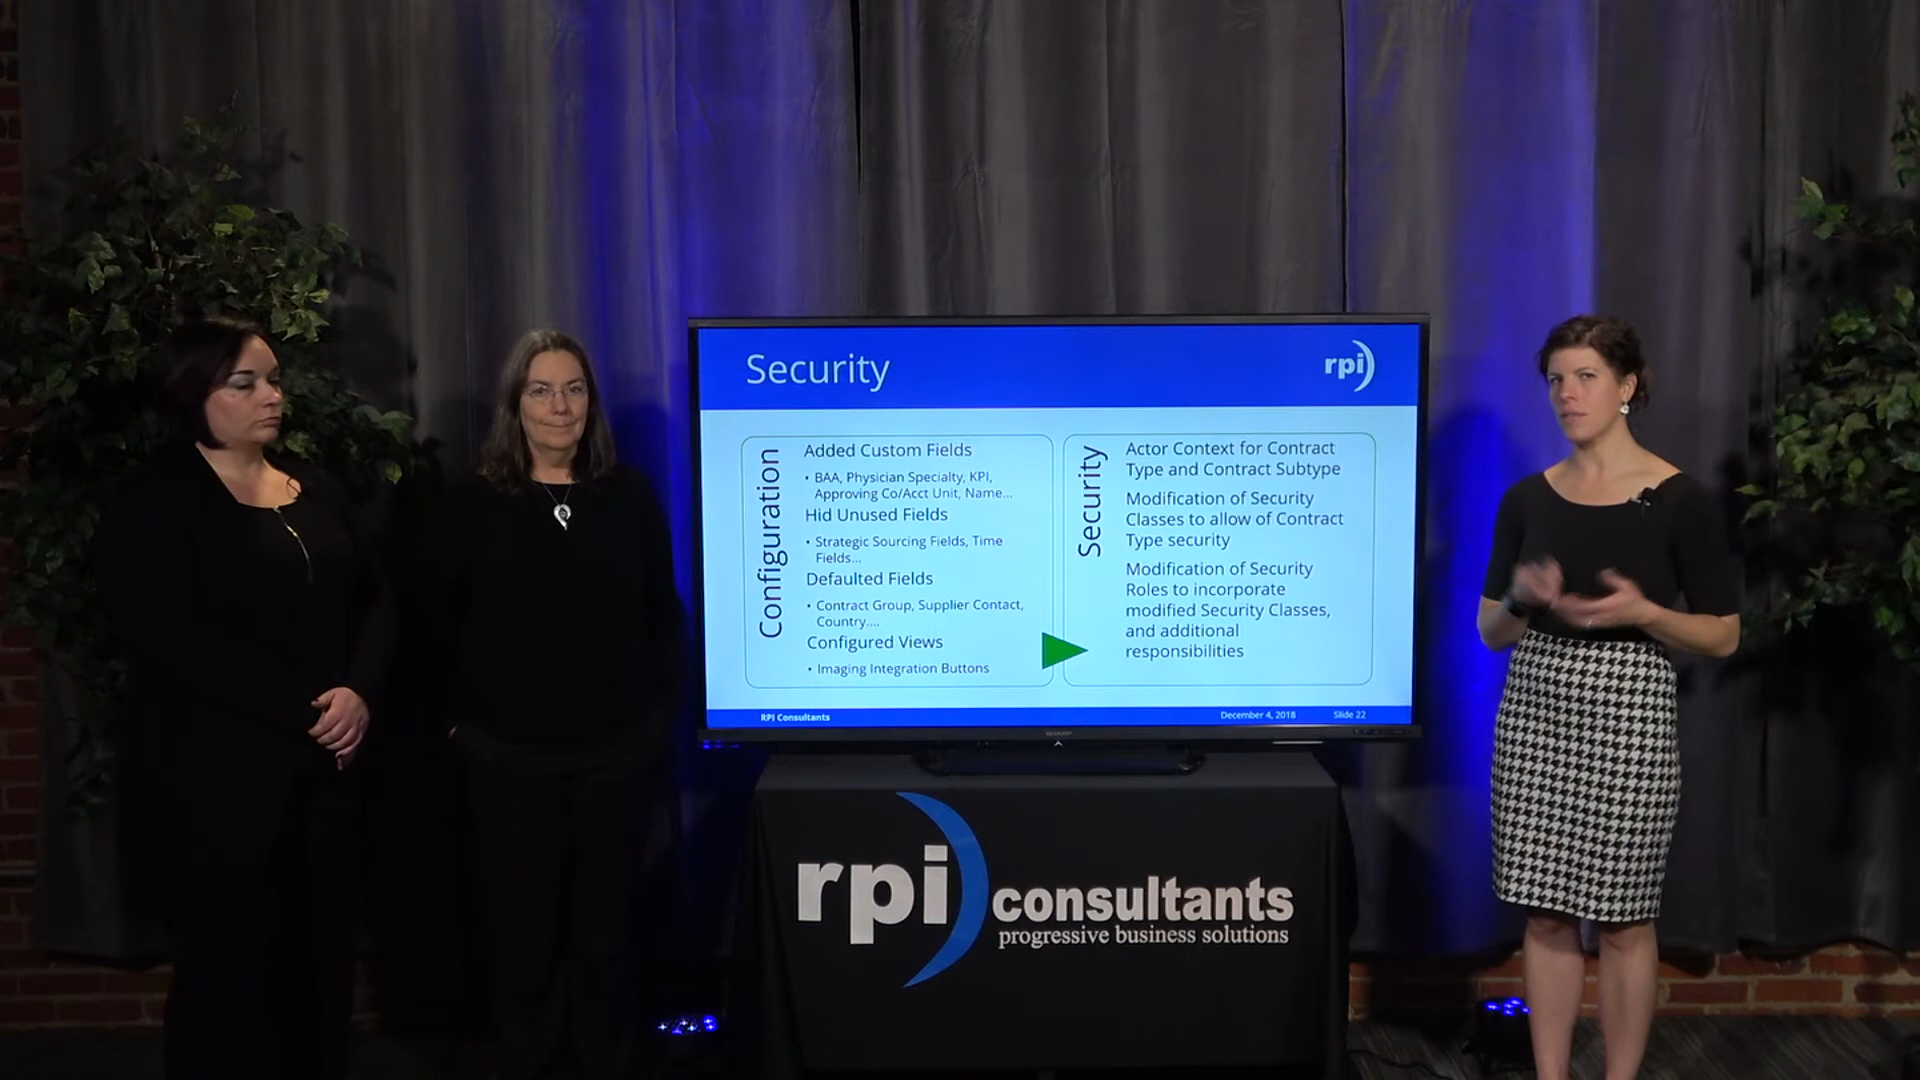 Security
rpi
Configuration
Added Custom Fields
• BAA, Physician Specialty, KPI,
Approving Co/Acct Unit, Name...
Hid Unused Fields
• Strategic Sourcing Fields, Time
Fields...
Defaulted Fields
• Contract Group, Supplier Contact,
Country....
Configured Views
• Imaging Integration Buttons
Security
Actor Context for Contract
Type and Contract Subtype
Modification of Security
Classes to allow of Contract
Type security
Modification of Security
Roles to incorporate
modified Security Classes,
and additional
responsibilities
RPI Consultants
December 4, 2018
Slide 22
SHARP
rpi consultants
progressive business solutions